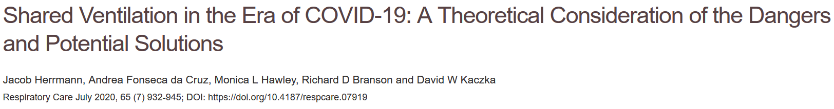 Shared Ventilation in the Era of COVID-19: A Theoretical Consideration of the Dangers
and Potential Solutions
Jacob Herrmann, Andrea Fonseca da Cruz, Monica L Hawley, Richard D Branson and David W Kaczka
Respiratory Care July 2020, 65 (7) 932-945; DOI: https://doi.org/10.4187/respcare.07919